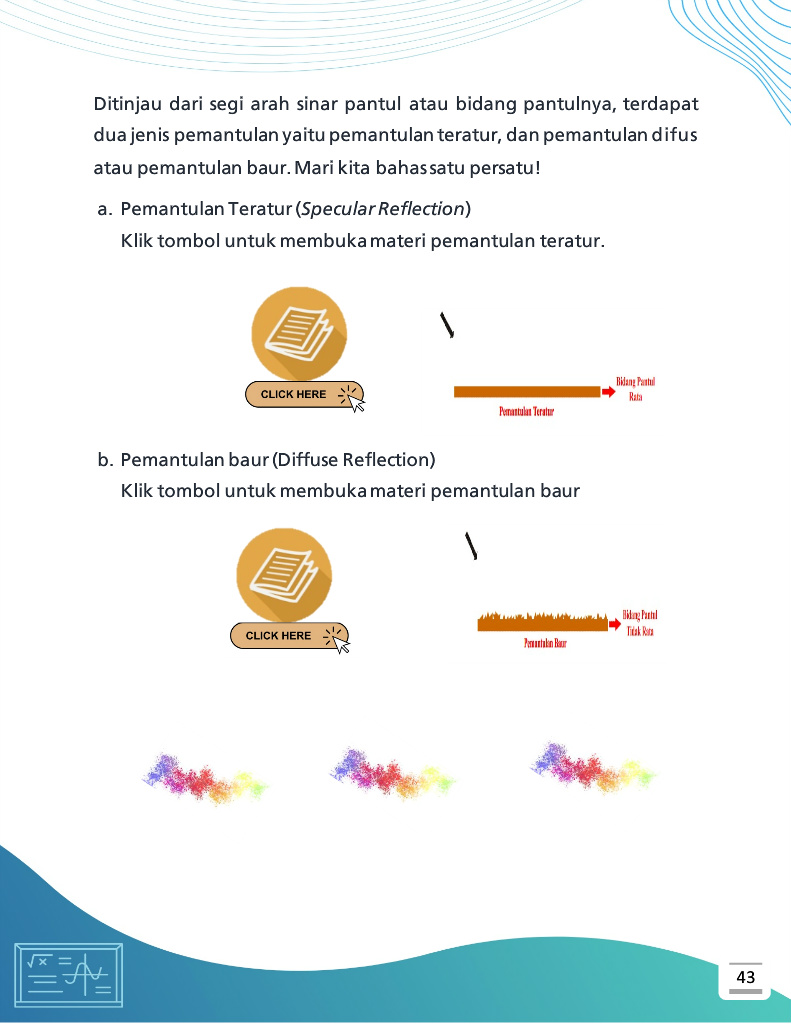 Ditinjau dari segi arah sinar pantul atau bidang pantulnya, terdapat
dua jenis pemantulan yaitu pemantulan teratur, dan pemantulan difus
atau pemantulan baur. Mari kita bahas satu persatu!
a. Pemantulan Teratur (Specular Reflection)
Klik tombol untuk membuka materi pemantulan teratur.
CLICK HERE
Bidang Pantul
Rata
Pemantulan Teratur
b. Pemantulan baur (Diffuse Reflection)
Klik tombol untuk membuka materi pemantulan baur
CLICK HERE
Bidang Pantul
Tidak Rata
Pemantulan Baur
√x
43